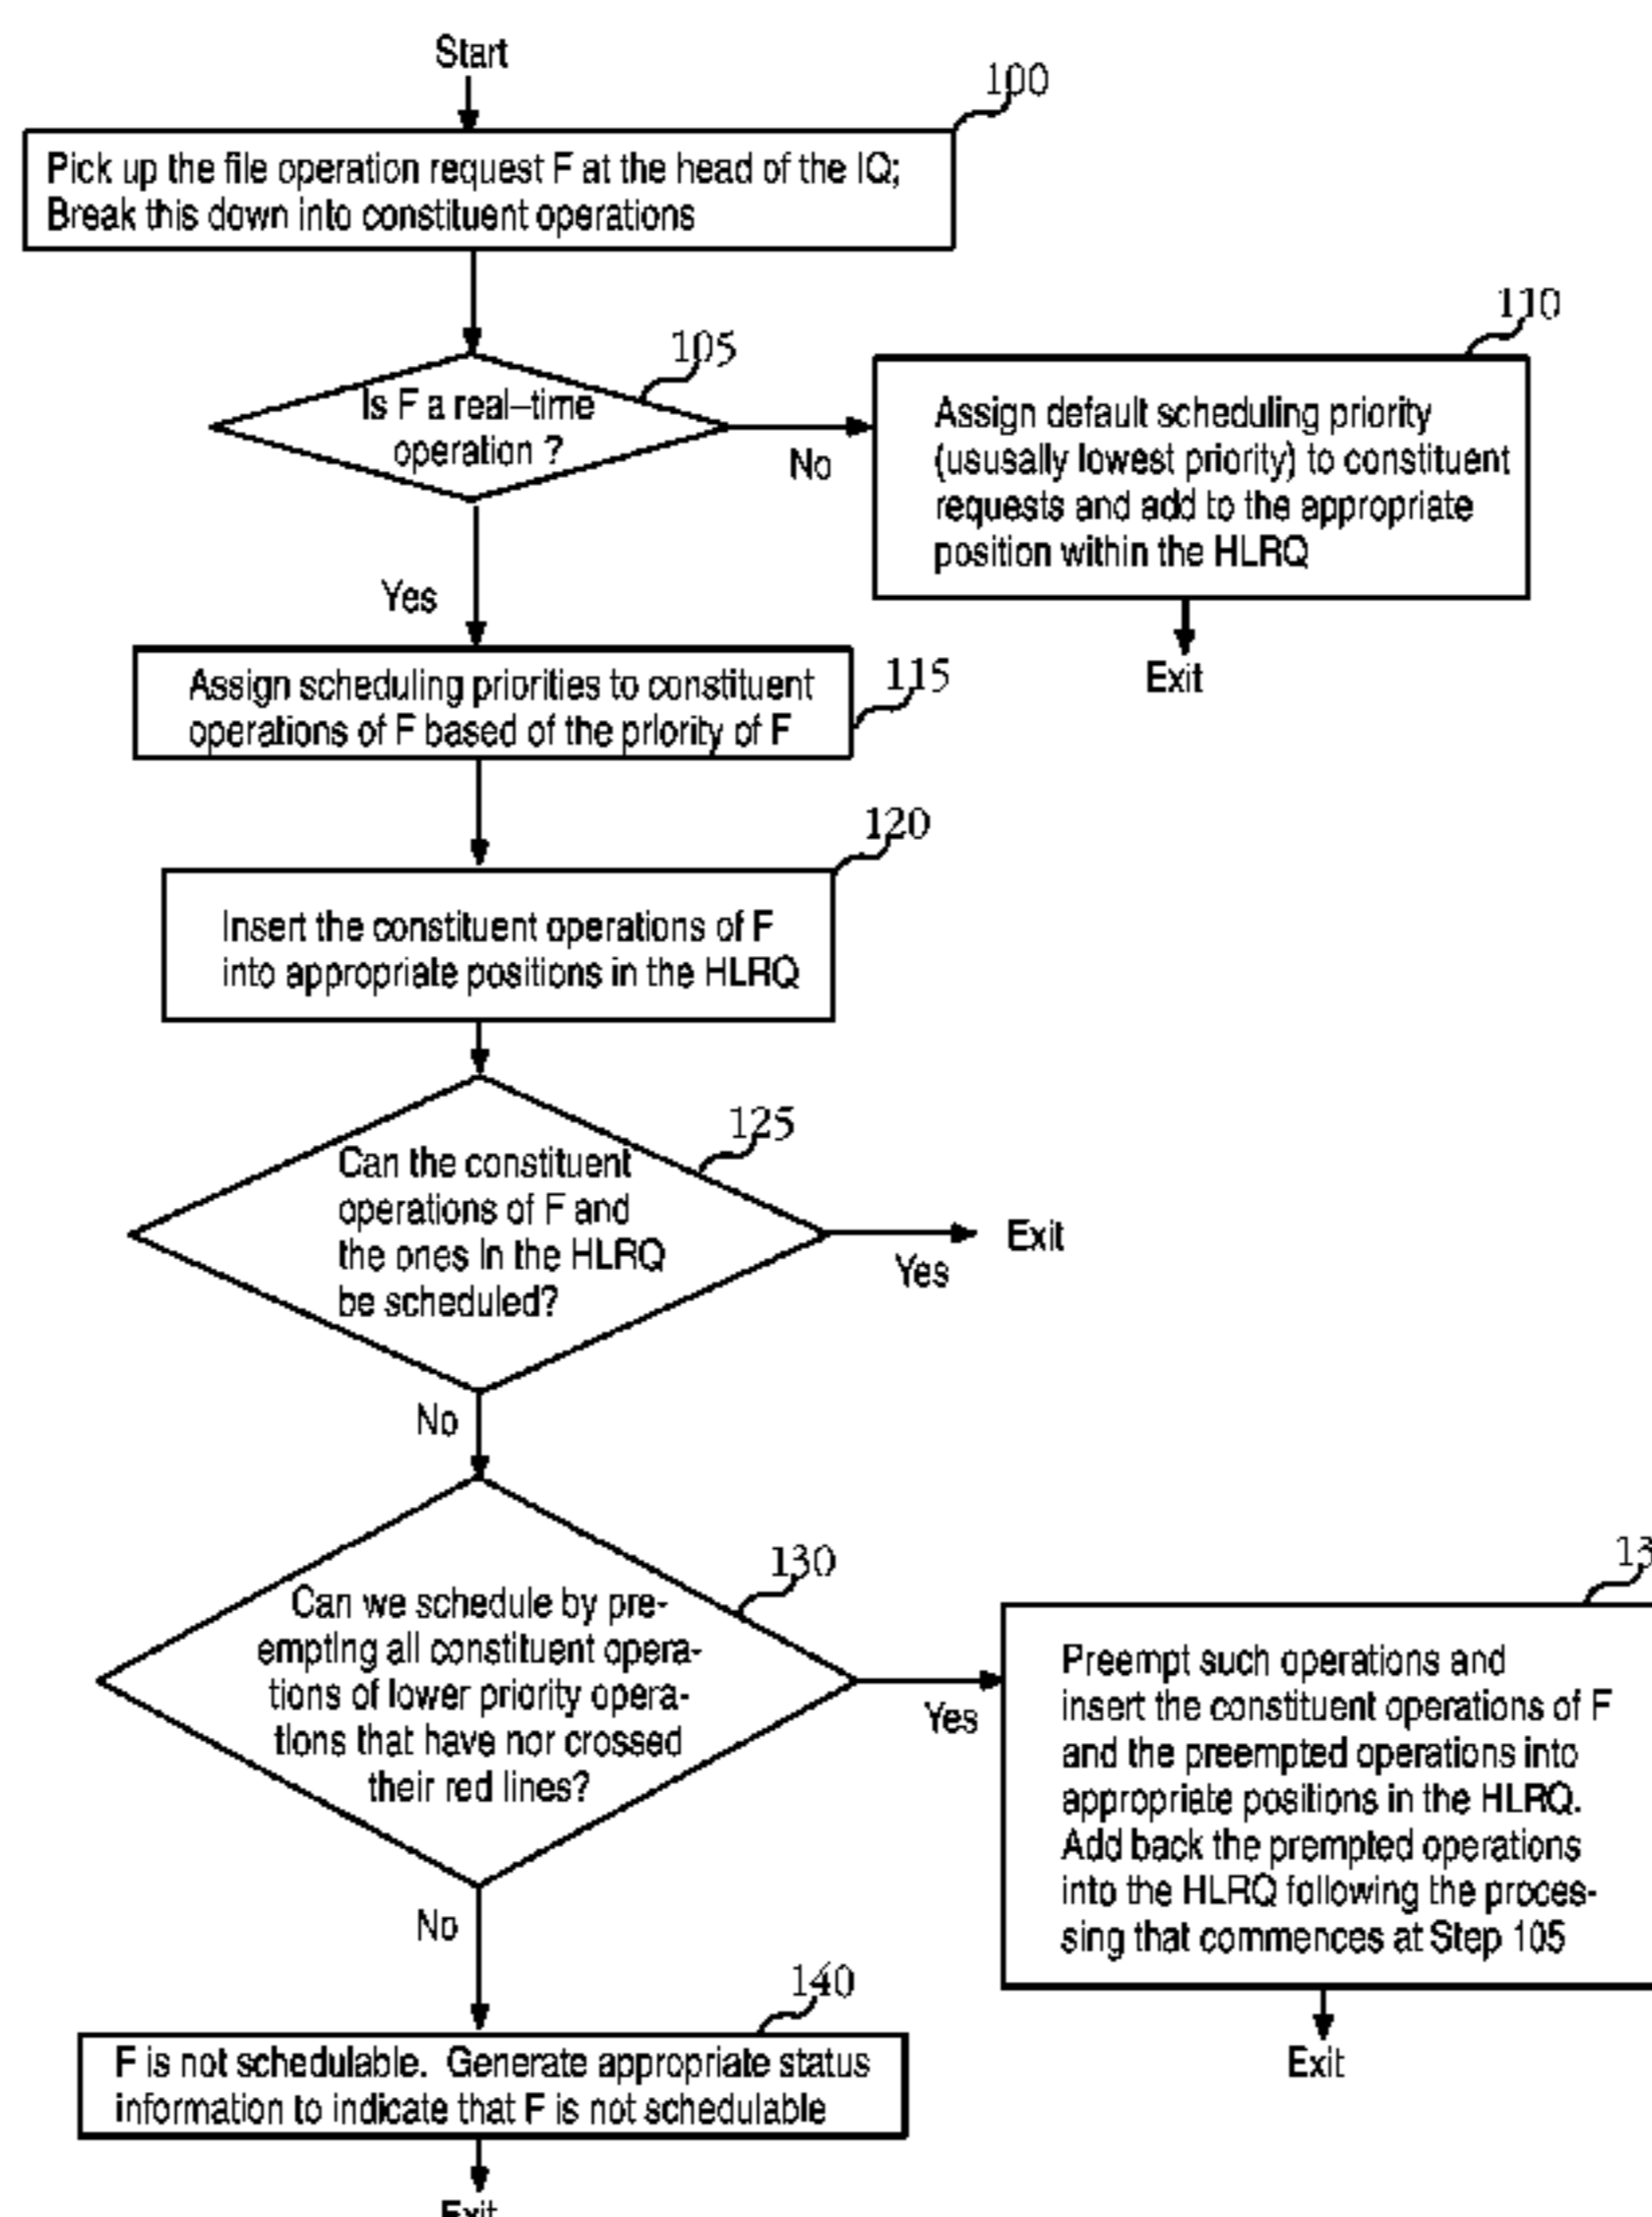 Start
100
Pick up the file operation request F at the head of the IQ;
Break this down into constituent operations
105
Is F a real-time
operation ?
No
110
Assign default scheduling priority
(ususally lowest priority) to constituent
requests and add to the appropriate
position within the HLRQ
Exit
Yes
115
Assign scheduling priorities to constituent
operations of F based of the priority of F
120
Insert the constituent operations of F
into appropriate positions in the HLRQ
125
Can the constituent
operations of F and
the ones in the HLRQ
be scheduled?
Yes
Exit
No
130
Can we schedule by pre-
empting all constituent opera-
tions of lower priority opera-
tions that have nor crossed
their red lines?
Yes
13
Preempt such operations and
insert the constituent operations of F
and the preempted operations into
appropriate positions in the HLRQ.
Add back the prempted operations
into the HLRQ following the proces-
sing that commences at Step 105
Exit
No
140
F is not schedulable. Generate appropriate status
information to indicate that F is not schedulable
Exit